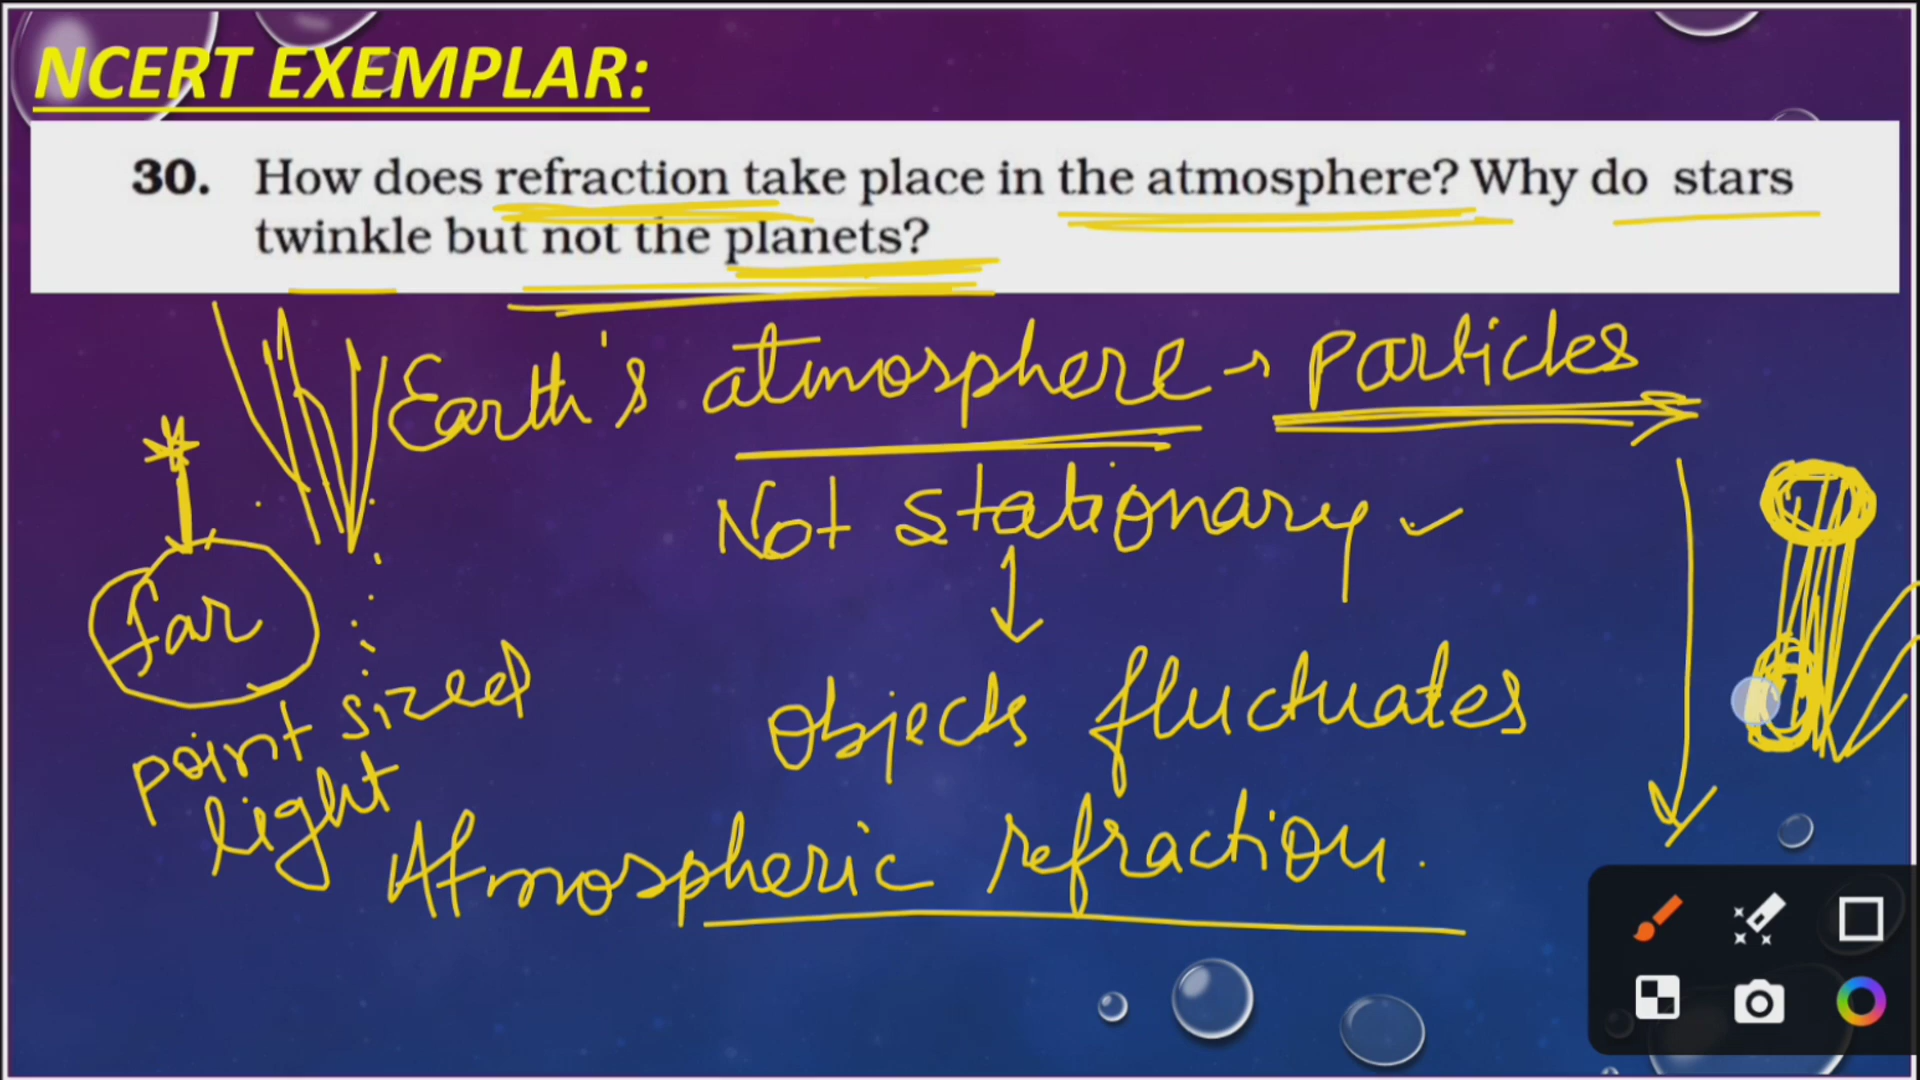 NCERT EXEMPLAR:
30. How does refraction take place in the atmosphere? Why do stars
twinkle but not the planets?
Earth's atmosphere → particles
Not stationary ✓
objects fluctuates
Atmospheric refraction.
far
point sized
light